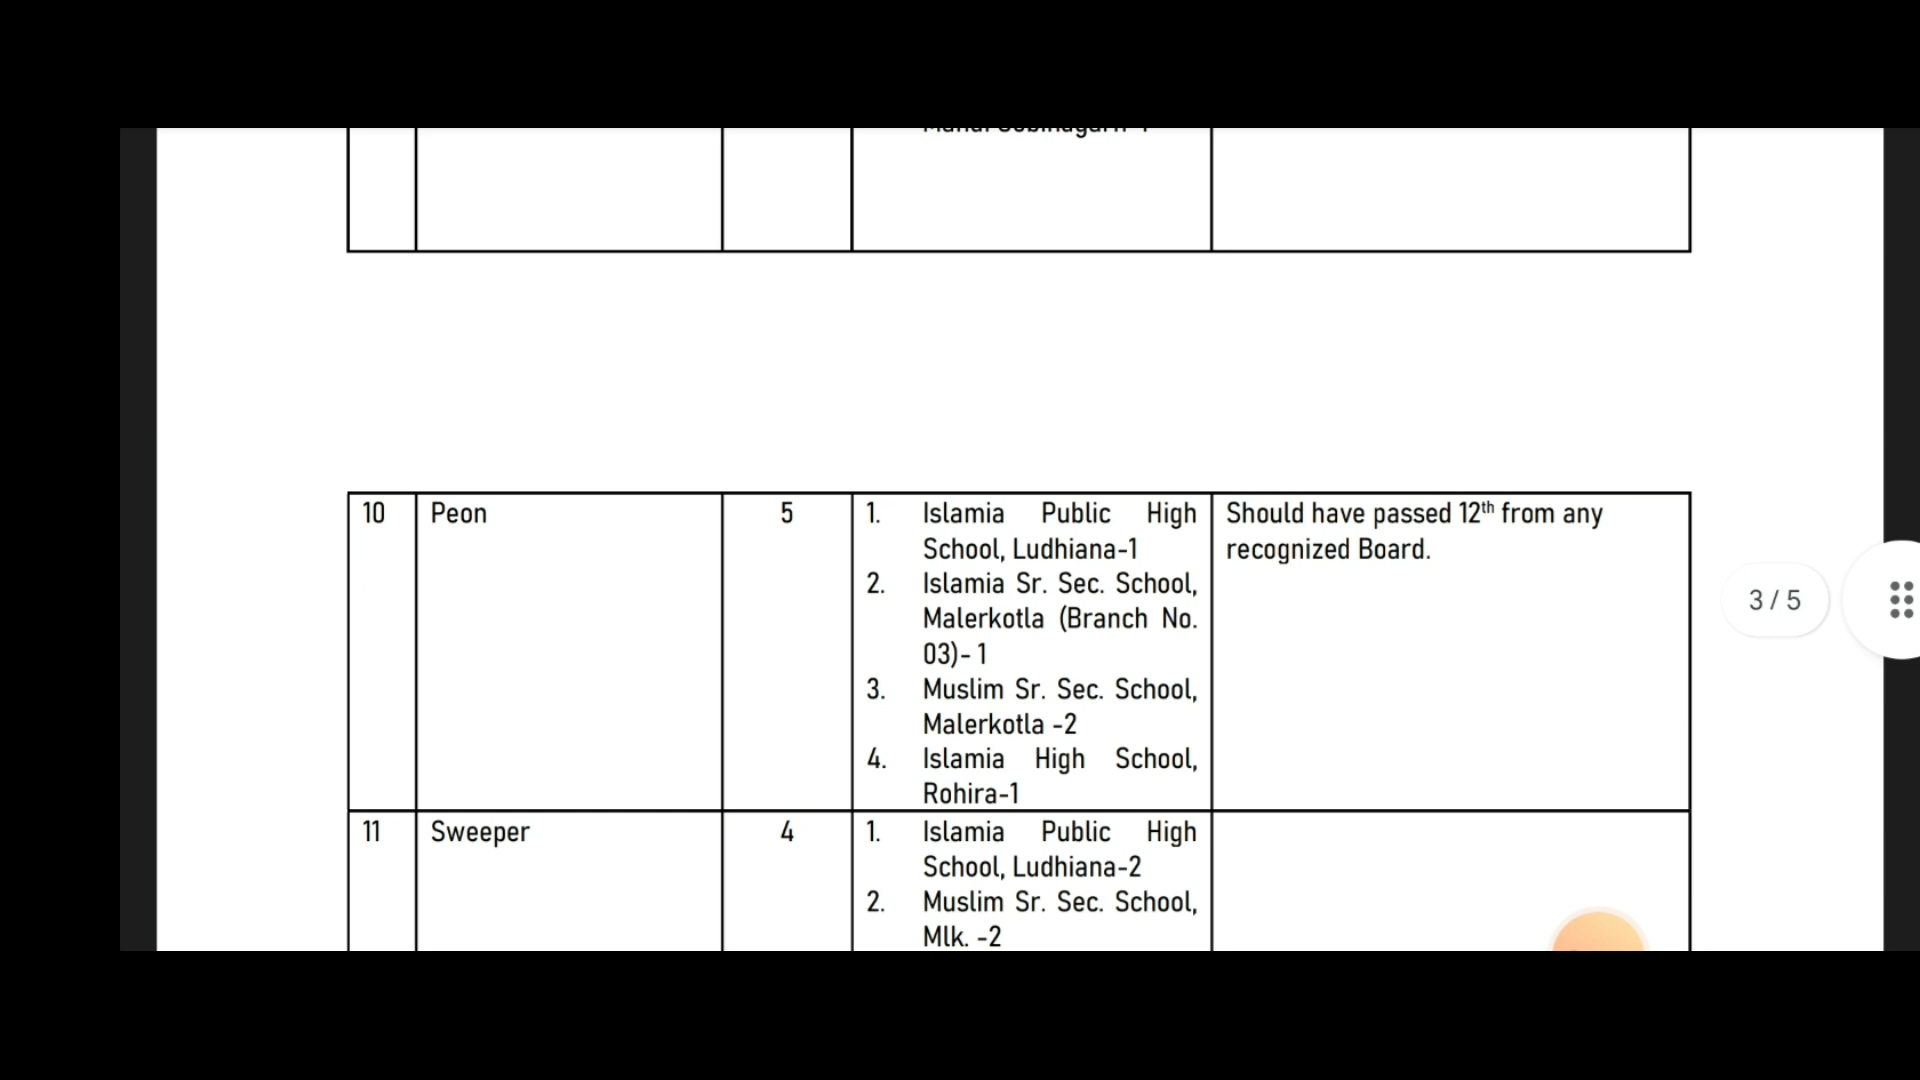 10 Peon 5 1. Islamia Public High Should have passed 12th from any
School, Ludhiana-1 recognized Board.
2. Islamia Sr. Sec. School,
Malerkotla (Branch No.
03)- 1
3. Muslim Sr. Sec. School,
Malerkotla -2
4. Islamia High School,
Rohira-1
11 Sweeper 4 1. Islamia Public High
School, Ludhiana-2
2. Muslim Sr. Sec. School,
Mlk. -2
3 / 5